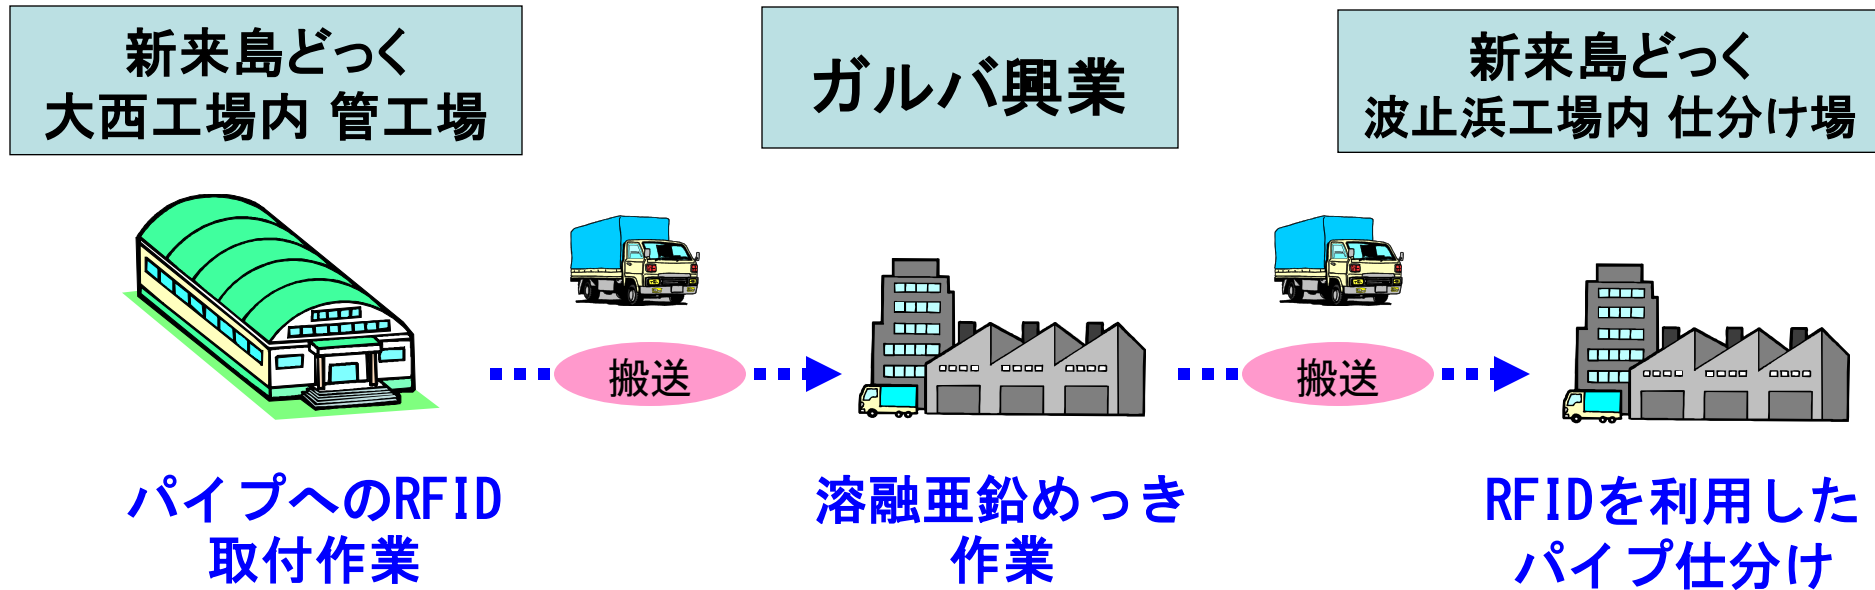 新来島どっく
大西工場内 管工場
ガルバ興業
新来島どっく
波止浜工場内 仕分け場
搬送
搬送
パイプへのRFID
取付作業
溶融亜鉛めっき
作業
RFIDを利用した
パイプ仕分け